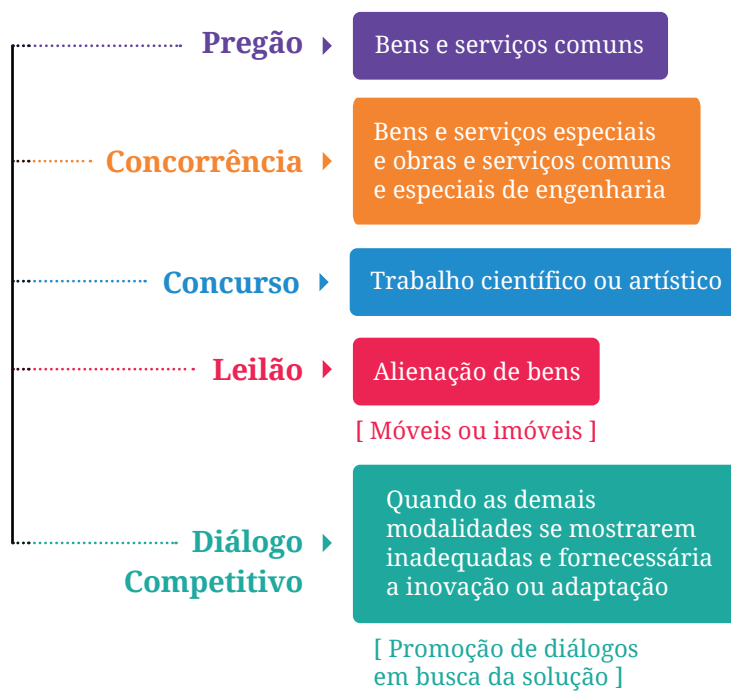 Pregão
Bens e serviços comuns
Concorrência
Bens e serviços especiais
e obras e serviços comuns
e especiais de engenharia
Concurso
Trabalho científico ou artístico
Leilão
Alienação de bens
[ Móveis ou imóveis ]
Diálogo
Competitivo
Quando as demais
modalidades se mostrarem
inadequadas e fornecessária
a inovação ou adaptação
[ Promoção de diálogos
em busca da solução ]